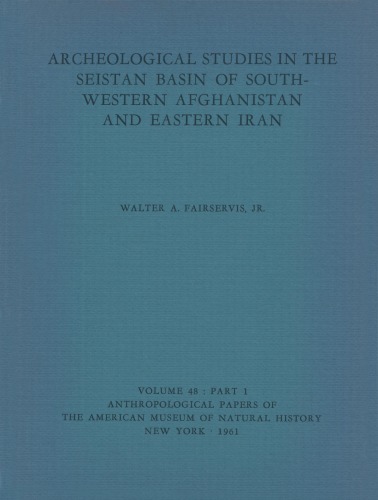 ARCHEOLOGICAL STUDIES IN THE
SEISTAN BASIN OF SOUTH-
WESTERN AFGHANISTAN
AND EASTERN IRAN
WALTER A. FAIRSERVIS, JR.
VOLUME 48 : PART 1
ANTHROPOLOGICAL PAPERS OF
THE AMERICAN MUSEUM OF NATURAL HISTORY
NEW YORK · 1961